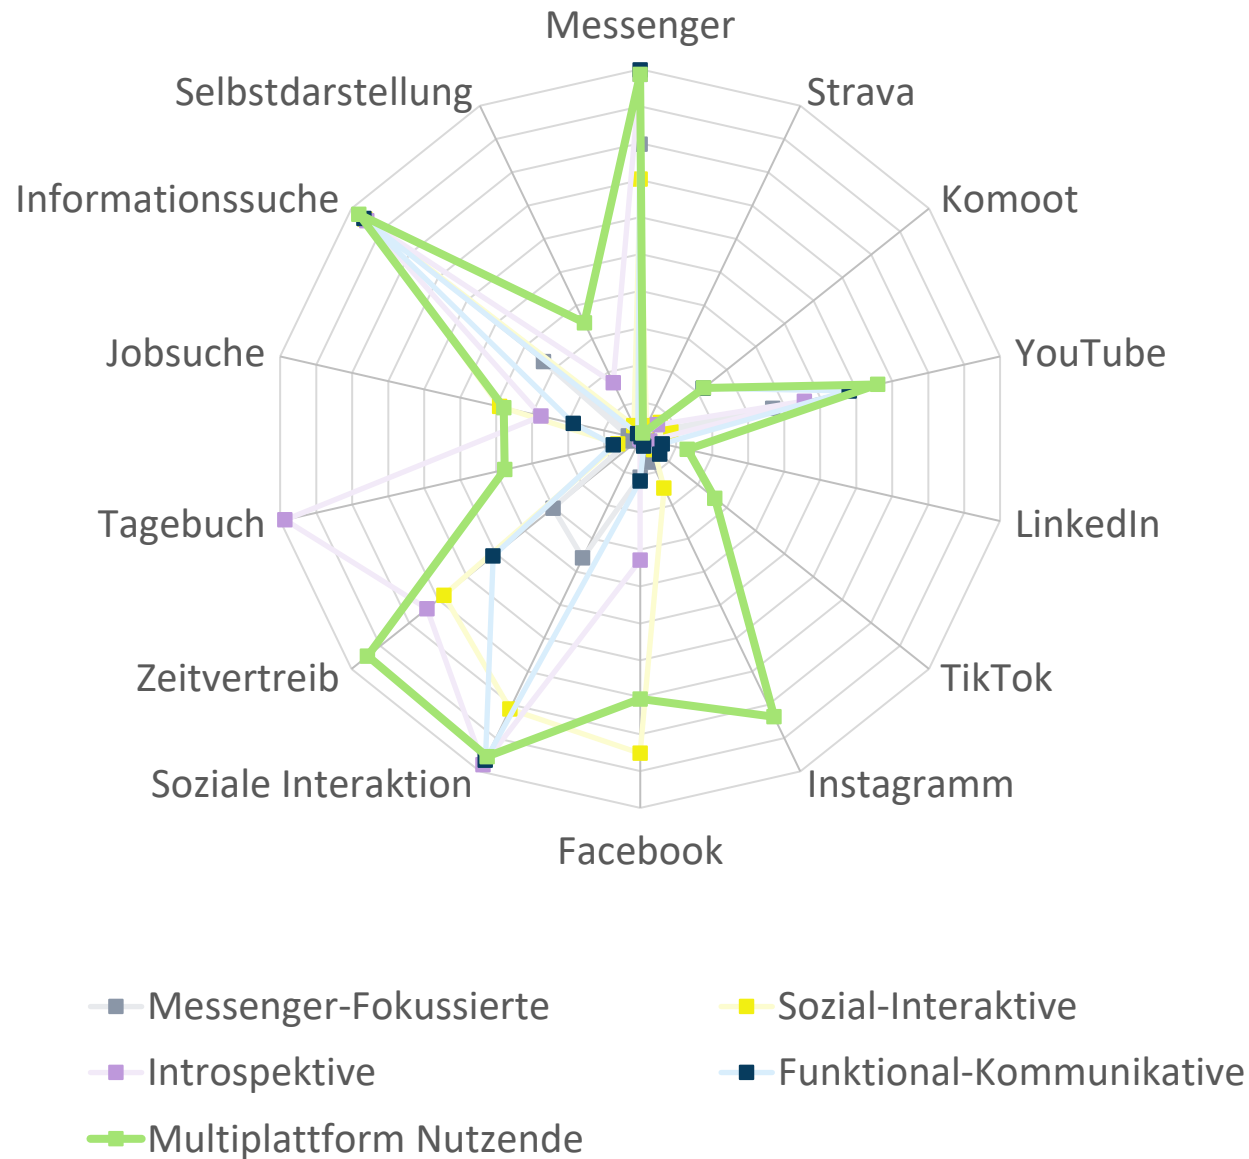 Messenger
Selbstdarstellung
Strava
Informationssuche
Komoot
Jobsuche
YouTube
Tagebuch
LinkedIn
Zeitvertreib
TikTok
Soziale Interaktion
Instagramm
Facebook
Messenger-Fokussierte
Sozial-Interaktive
Introspektive
Funktional-Kommunikative
Multiplattform Nutzende